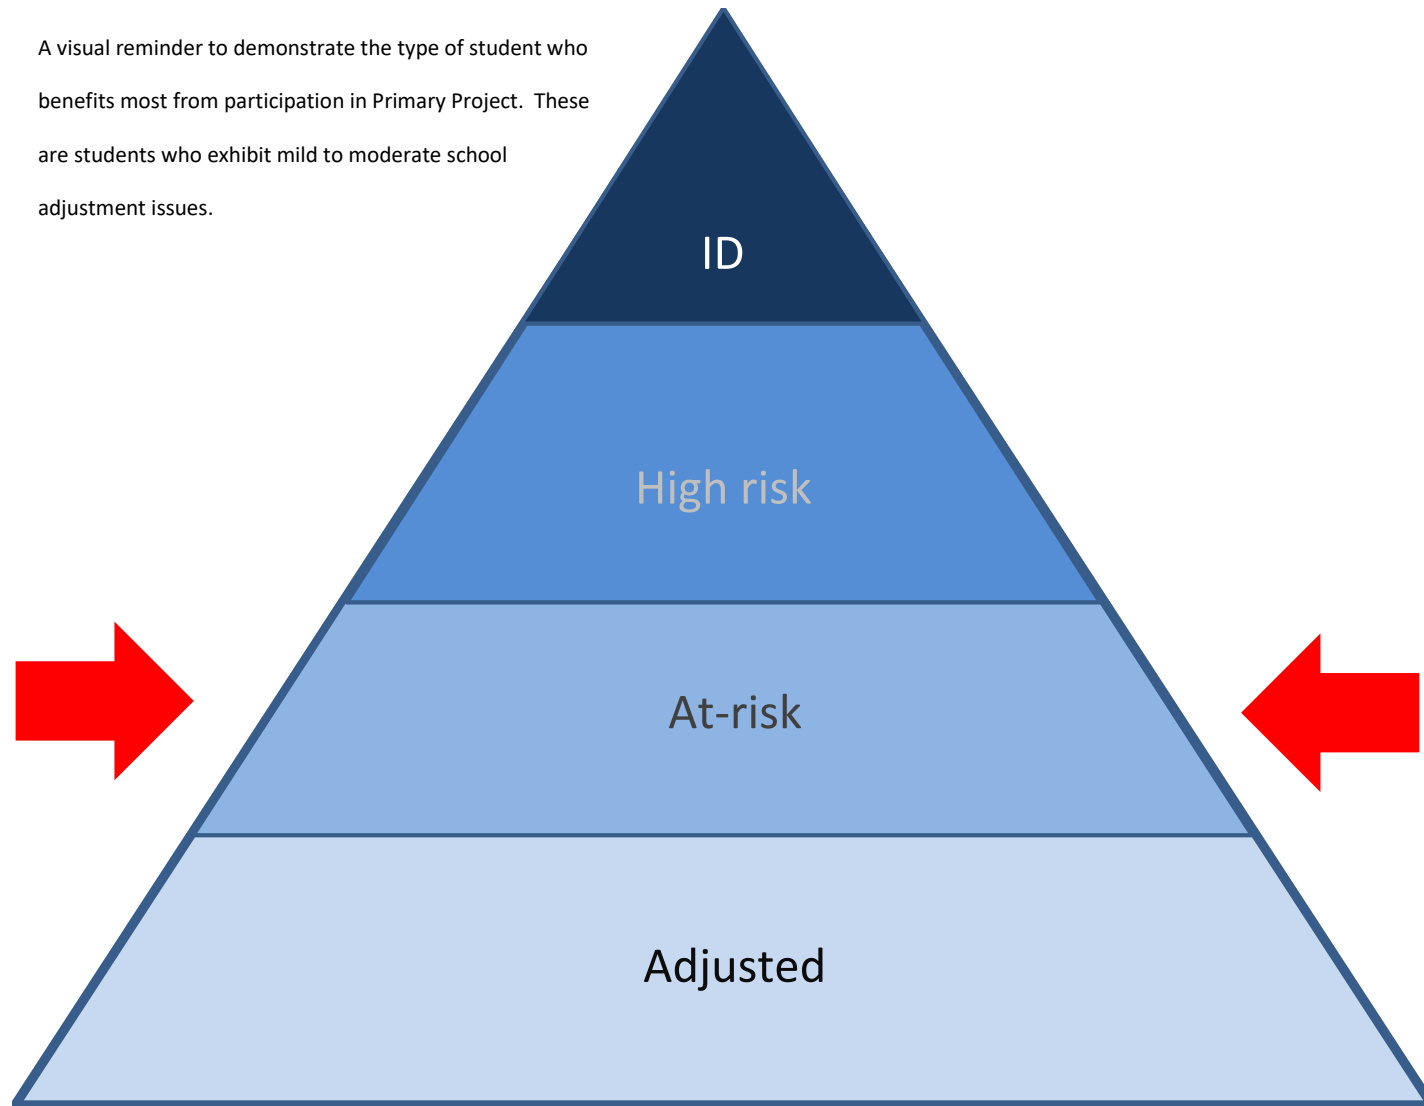 A visual reminder to demonstrate the type of student who
benefits most from participation in Primary Project.  These
are students who exhibit mild to moderate school
adjustment issues.
ID
High risk
At-risk
Adjusted